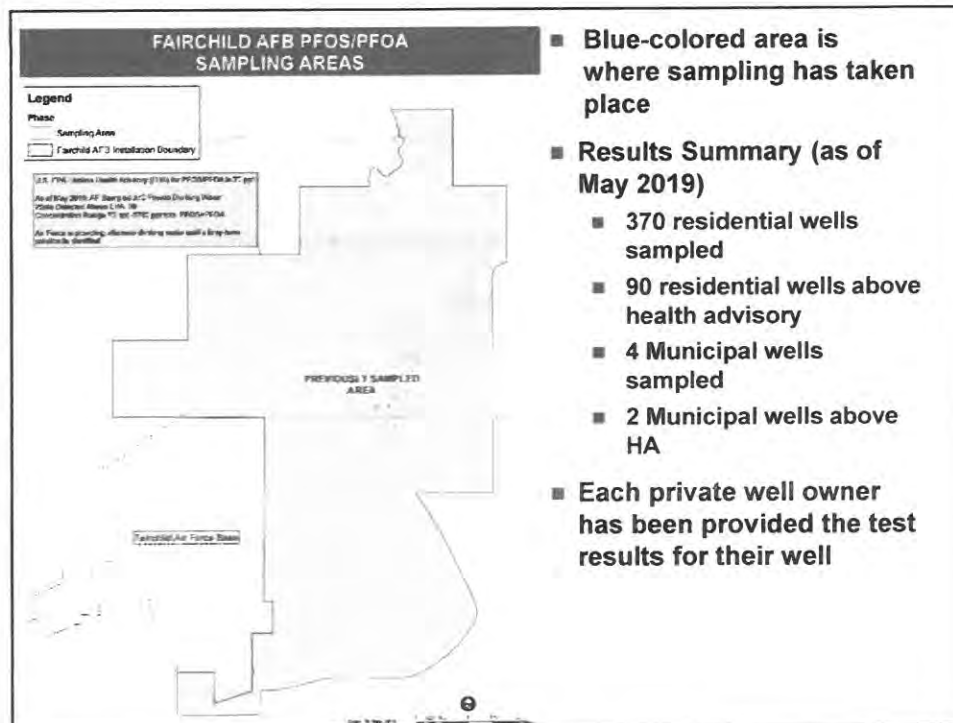 FAIRCHILD AFB PFOS/PFOA
SAMPLING AREAS
Legend
Phase
Sampling Area
Fairchild AFB Installation Boundary
PREVIOUSLY SAMPLED
AREA
Fairchild Air Force Base
■ Blue-colored area is
where sampling has taken
place
■ Results Summary (as of
May 2019)
■ 370 residential wells
sampled
■ 90 residential wells above
health advisory
■ 4 Municipal wells
sampled
■ 2 Municipal wells above
HA
■ Each private well owner
has been provided the test
results for their well